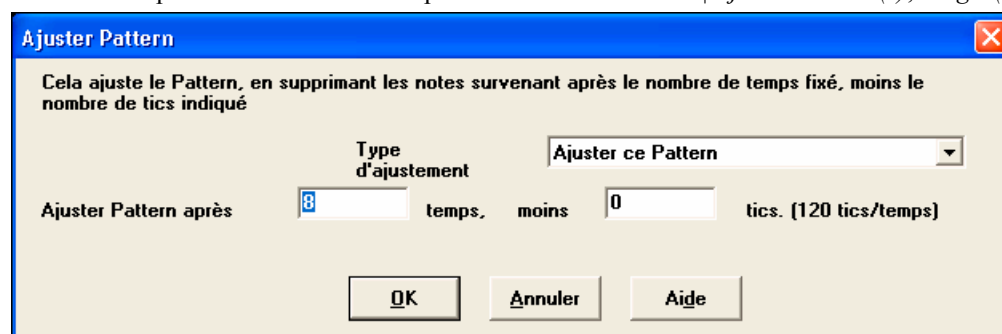 Ajuster Pattern
Cela ajuste le Pattern, en supprimant les notes survenant après le nombre de temps fixé, moins le
nombre de tics indiqué
Type
d'ajustement
Ajuster ce Pattern
Ajuster Pattern après 8 temps, moins 0 tics. (120 tics/temps)
OK Annuler Aide